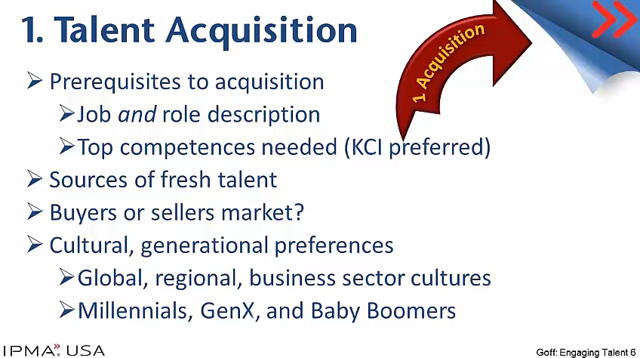 1. Talent Acquisition
1 Acquisition
Prerequisites to acquisition
Job and role description
Top competences needed (KCI preferred)
Sources of fresh talent
Buyers or sellers market?
Cultural, generational preferences
Global, regional, business sector cultures
Millennials, GenX, and Baby Boomers
IPMA USA
Goff: Engaging Talent 6